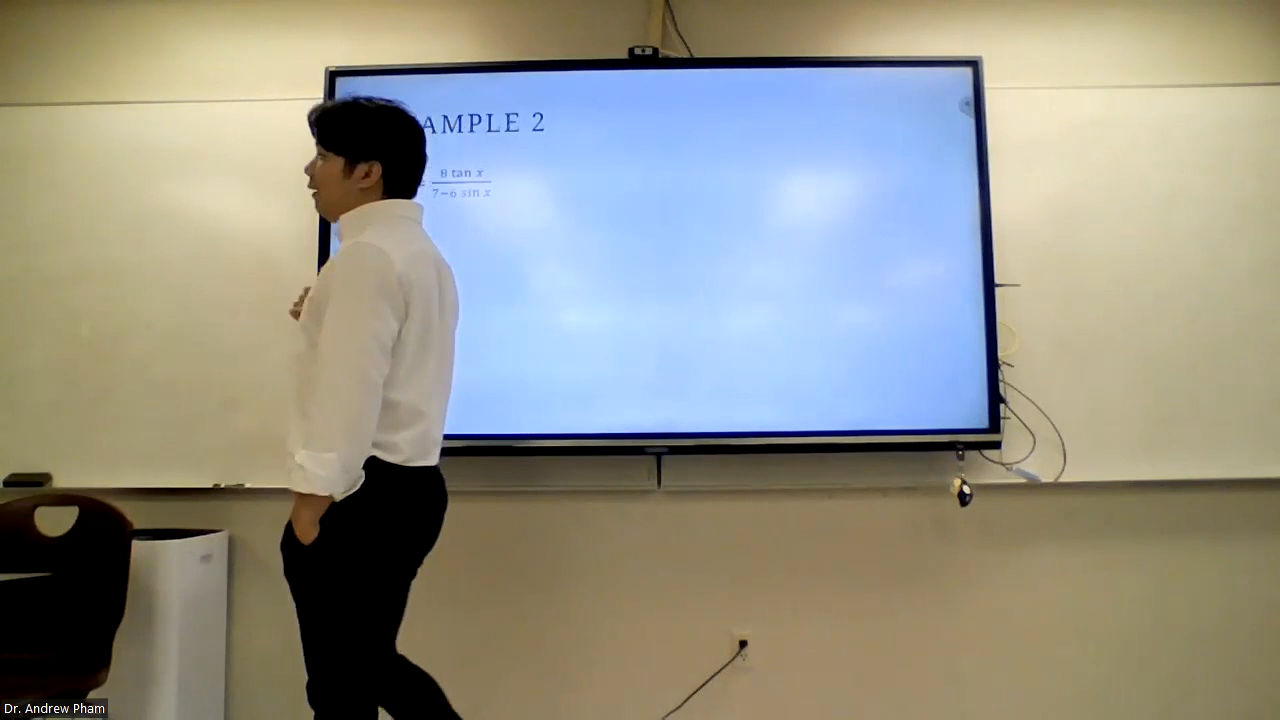 AMPLE 2
= 8 tan x
7−6 sin x
Dr. Andrew Pham